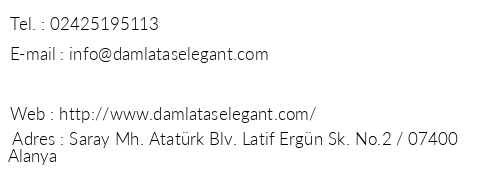 Tel. : 02425195113
E-mail : info@damlataselegant.com
Web : http://www.damlataselegant.com/
Adres : Saray Mh. Atatürk Blv. Latif Ergün Sk. No.2 / 07400
Alanya